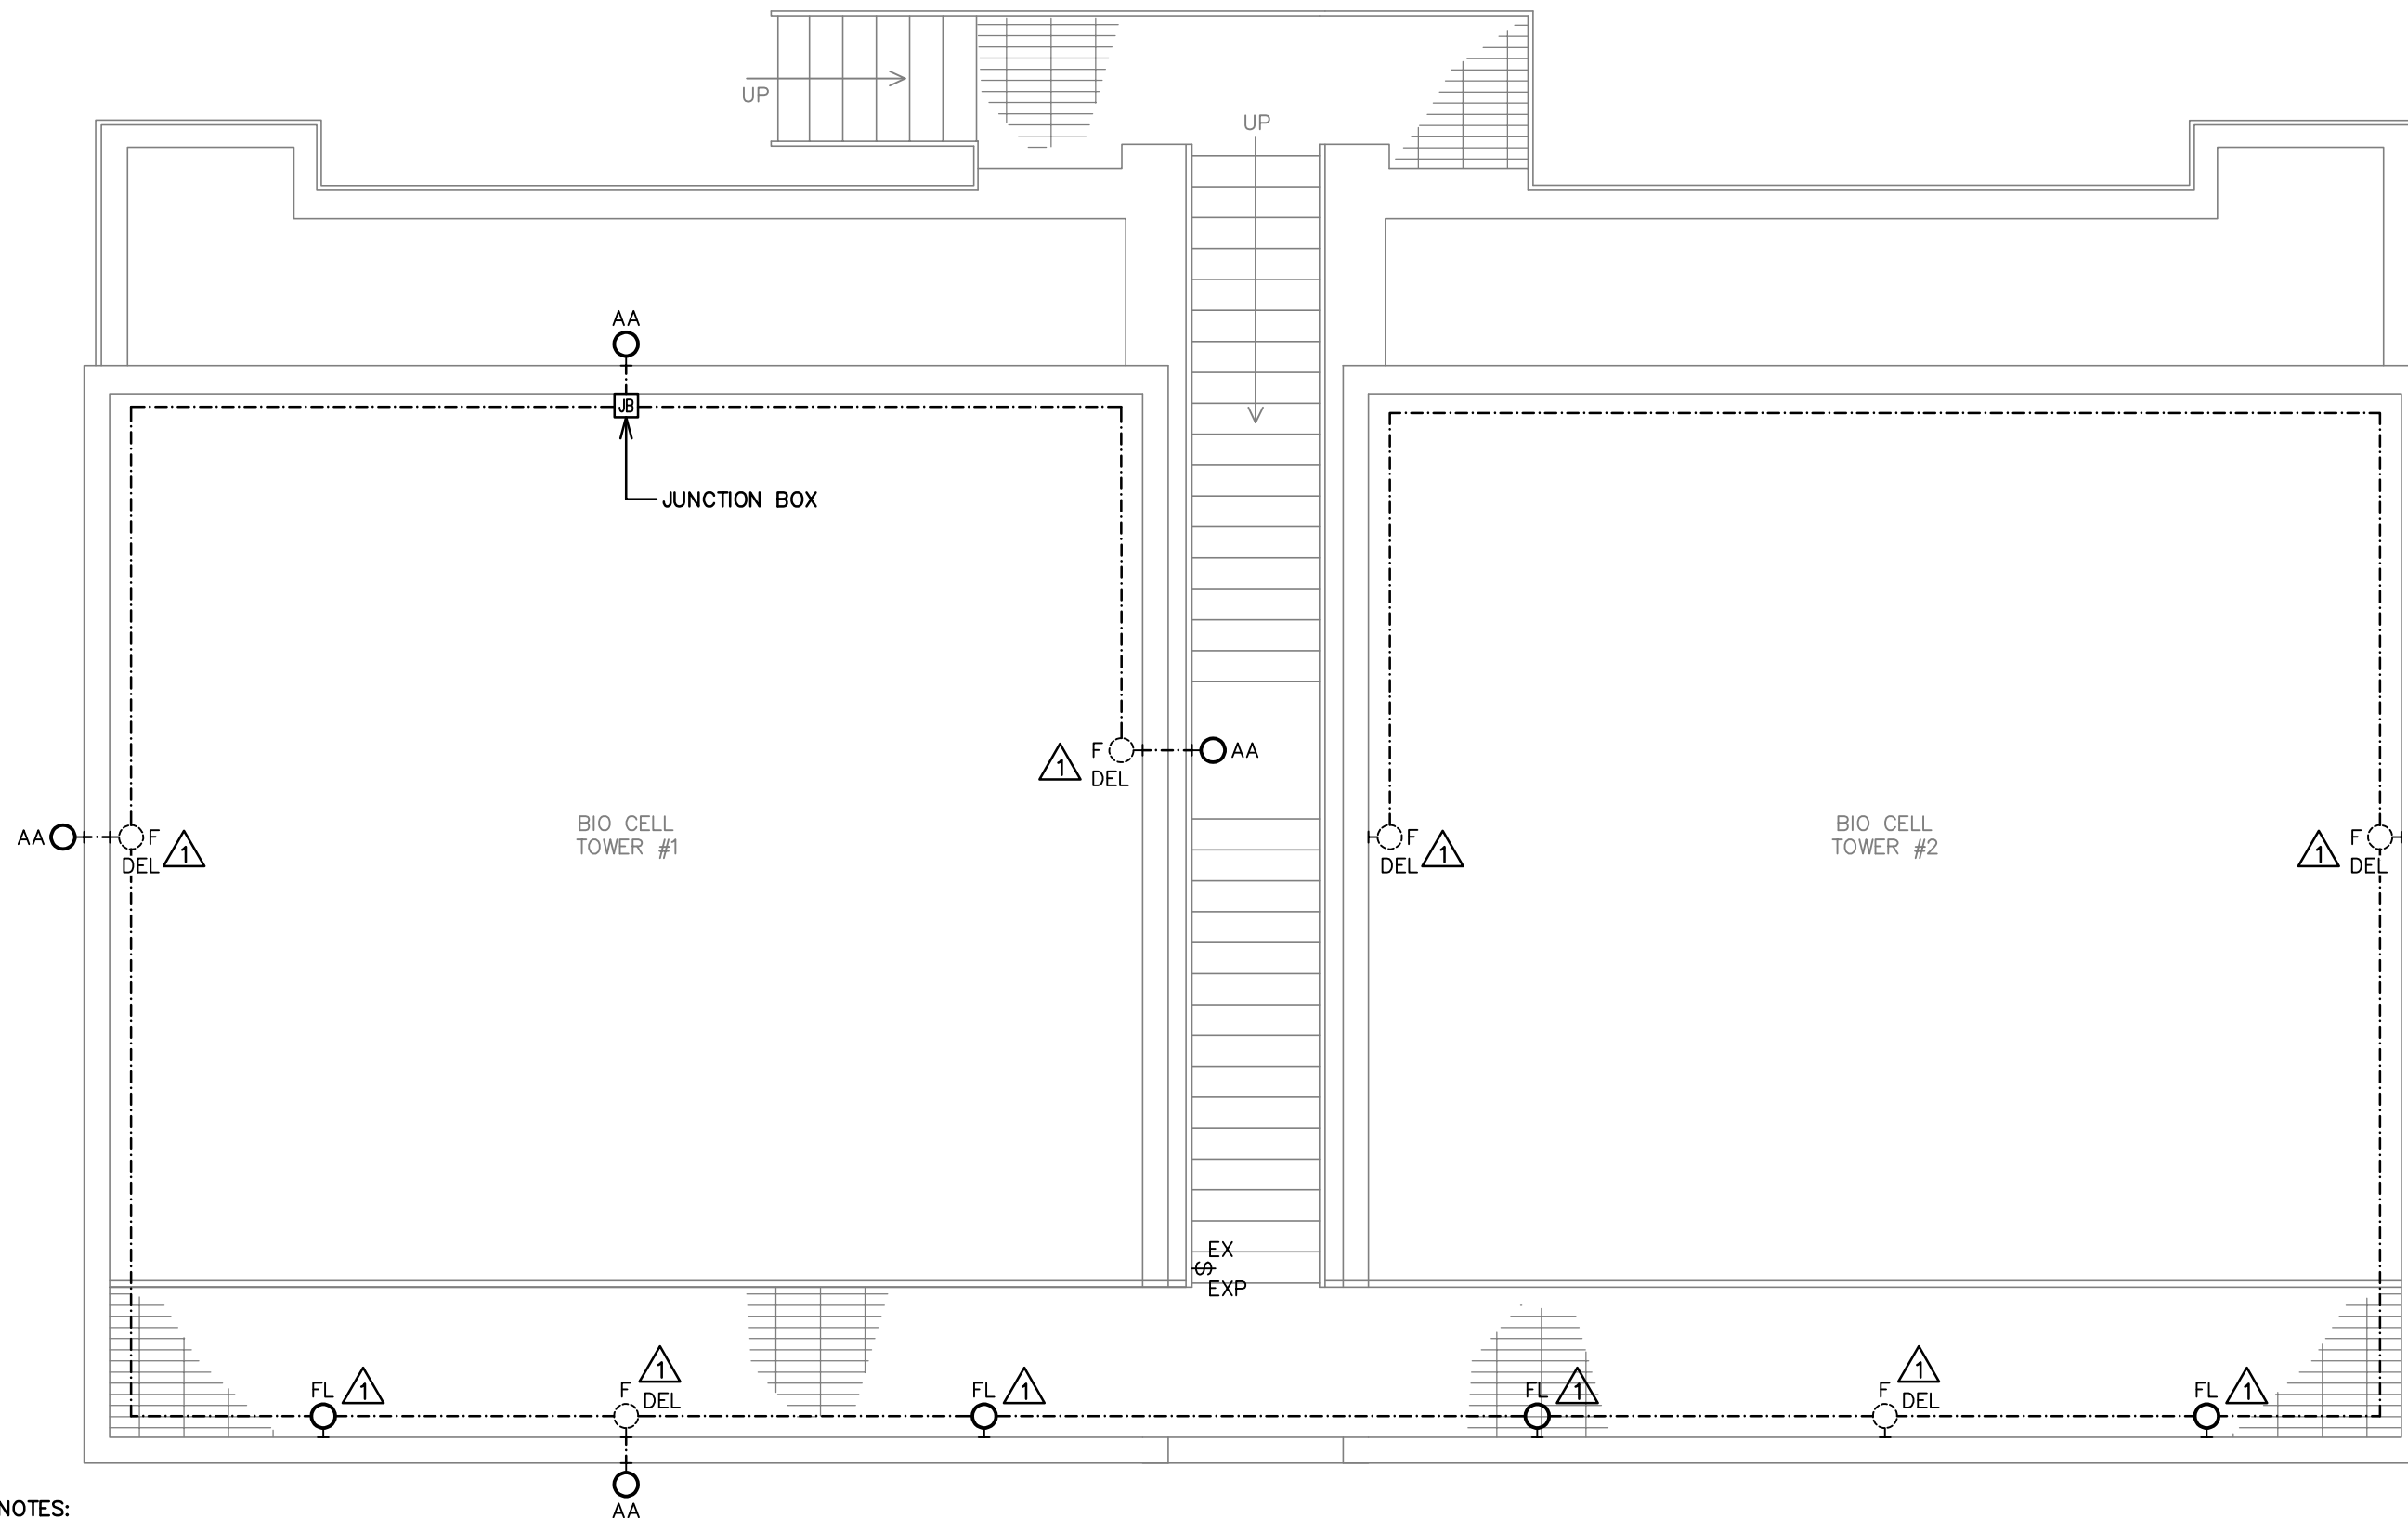 UP
UP
AA
JB
JUNCTION BOX
F
DEL
1
AA
AA
F
DEL
1
BIO CELL
TOWER #1
F
DEL
1
BIO CELL
TOWER #2
F
DEL
1
EX
$
EXP
FL
1
F
DEL
1
FL
1
FL
1
F
DEL
1
FL
1
AA
NOTES: